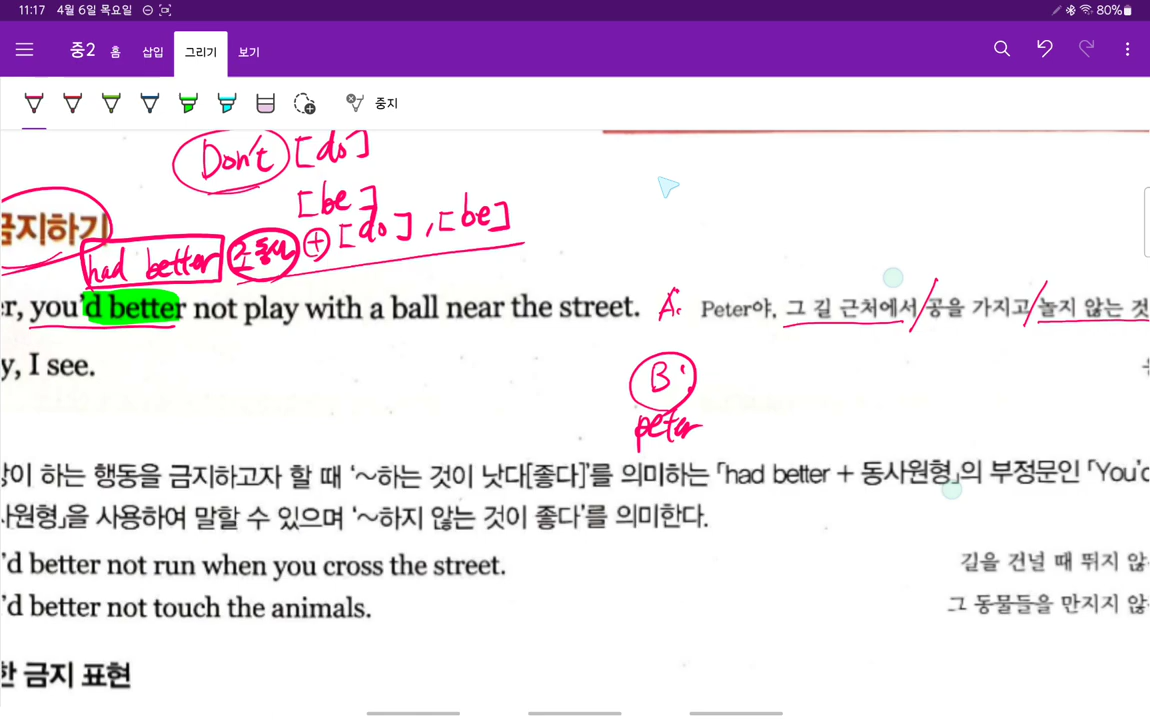 11:17 4월 6일 목요일 80%
중2 홈 삽입 그리기 보기
중지
Don't [do]
[be]
금지하기
had better 조동사 + [do], [be]
er, you'd better not play with a ball near the street. A: Peter야, 그 길 근처에서/공을 가지고/놀지 않는 것
y, I see.
B:
peter
이 하는 행동을 금지하고자 할 때 '~하는 것이 낫다[좋다]'를 의미하는 「had better + 동사원형」의 부정문인 「You'd
사원형」을 사용하여 말할 수 있으며 '~하지 않는 것이 좋다'를 의미한다.
'd better not run when you cross the street. 길을 건널 때 뛰지 않
'd better not touch the animals. 그 동물들을 만지지 않
한 금지 표현